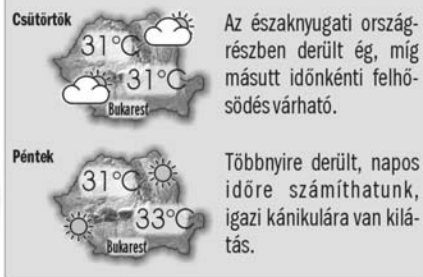 Csütörtök
31°C
31°C
Bukarest
Az északnyugati ország-
részben derült ég, míg
másutt időnkénti felhő-
södés várható.
Péntek
31°C
33°C
Bukarest
Többnyire derült, napos
időre számíthatunk,
igazi kánikulára van kilá-
tás.